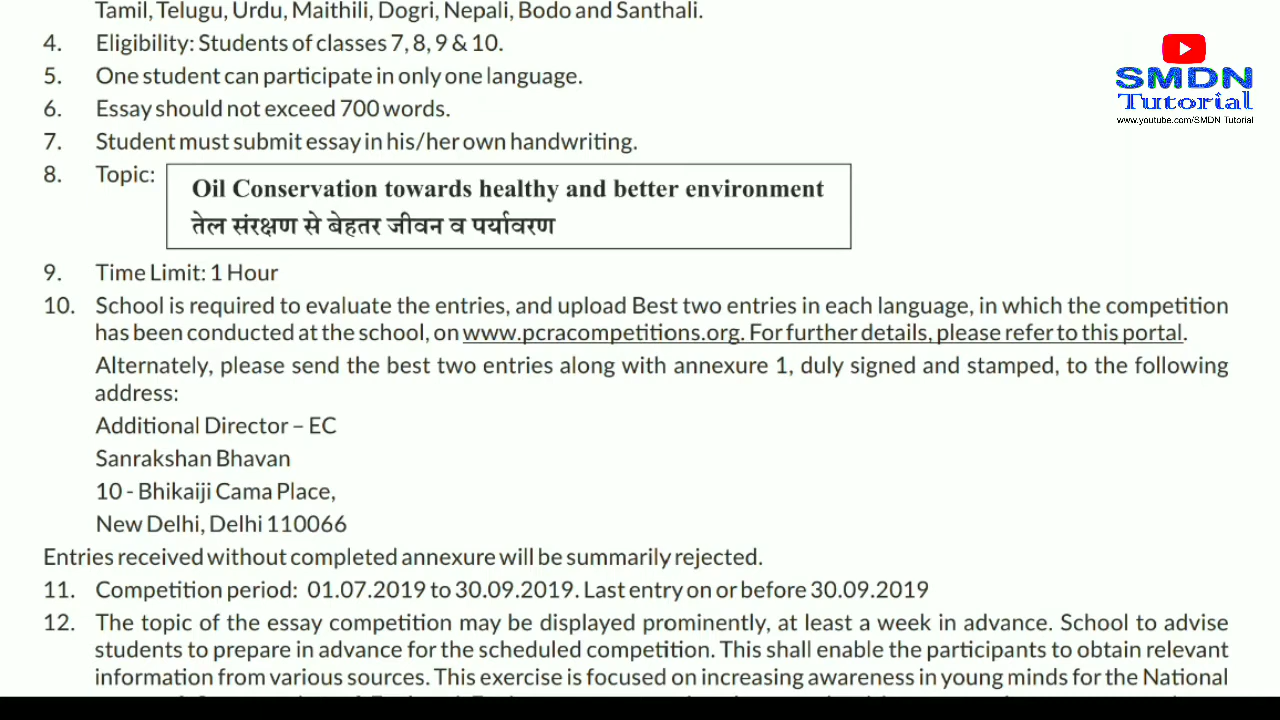 Tamil, Telugu, Urdu, Maithili, Dogri, Nepali, Bodo and Santhali.
4. Eligibility: Students of classes 7, 8, 9 & 10.
5. One student can participate in only one language.
6. Essay should not exceed 700 words.
7. Student must submit essay in his/her own handwriting.
8. Topic:
Oil Conservation towards healthy and better environment
तेल संरक्षण से बेहतर जीवन व पर्यावरण
9. Time Limit: 1 Hour
10. School is required to evaluate the entries, and upload Best two entries in each language, in which the competition
has been conducted at the school, on www.pcracompetitions.org. For further details, please refer to this portal.
Alternately, please send the best two entries along with annexure 1, duly signed and stamped, to the following
address:
Additional Director – EC
Sanrakshan Bhavan
10 - Bhikaiji Cama Place,
New Delhi, Delhi 110066
Entries received without completed annexure will be summarily rejected.
11. Competition period: 01.07.2019 to 30.09.2019. Last entry on or before 30.09.2019
12. The topic of the essay competition may be displayed prominently, at least a week in advance. School to advise
students to prepare in advance for the scheduled competition. This shall enable the participants to obtain relevant
information from various sources. This exercise is focused on increasing awareness in young minds for the National
SMDN
Tutorial
www.youtube.com/SMDN Tutorial